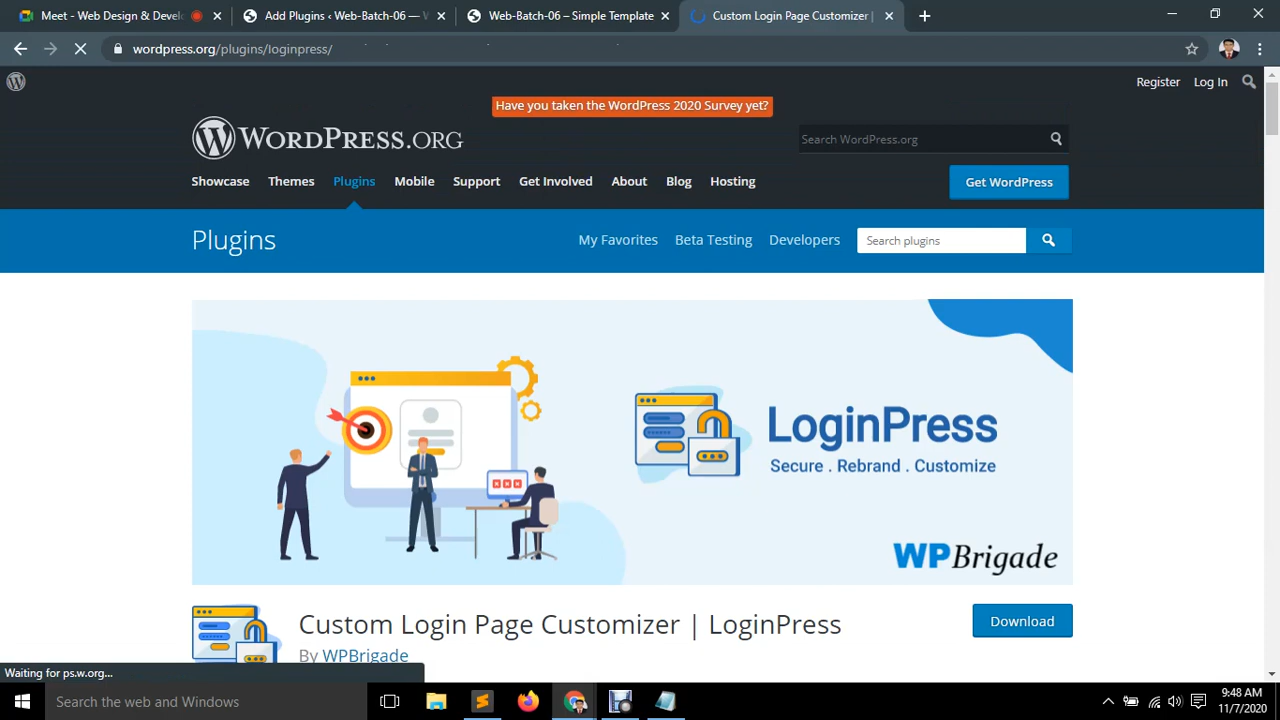 Meet - Web Design & Devel
Add Plugins ‹ Web-Batch-06 —
Web-Batch-06 – Simple Template
Custom Login Page Customizer |
wordpress.org/plugins/loginpress/
Register Log In
Have you taken the WordPress 2020 Survey yet?
WORDPRESS.ORG
Search WordPress.org
Showcase Themes Plugins Mobile Support Get Involved About Blog Hosting
Get WordPress
Plugins
My Favorites Beta Testing Developers
Search plugins
LoginPress
Secure . Rebrand . Customize
WPBrigade
Custom Login Page Customizer | LoginPress
Download
By WPBrigade
Waiting for ps.w.org...
Search the web and Windows
9:48 AM
11/7/2020